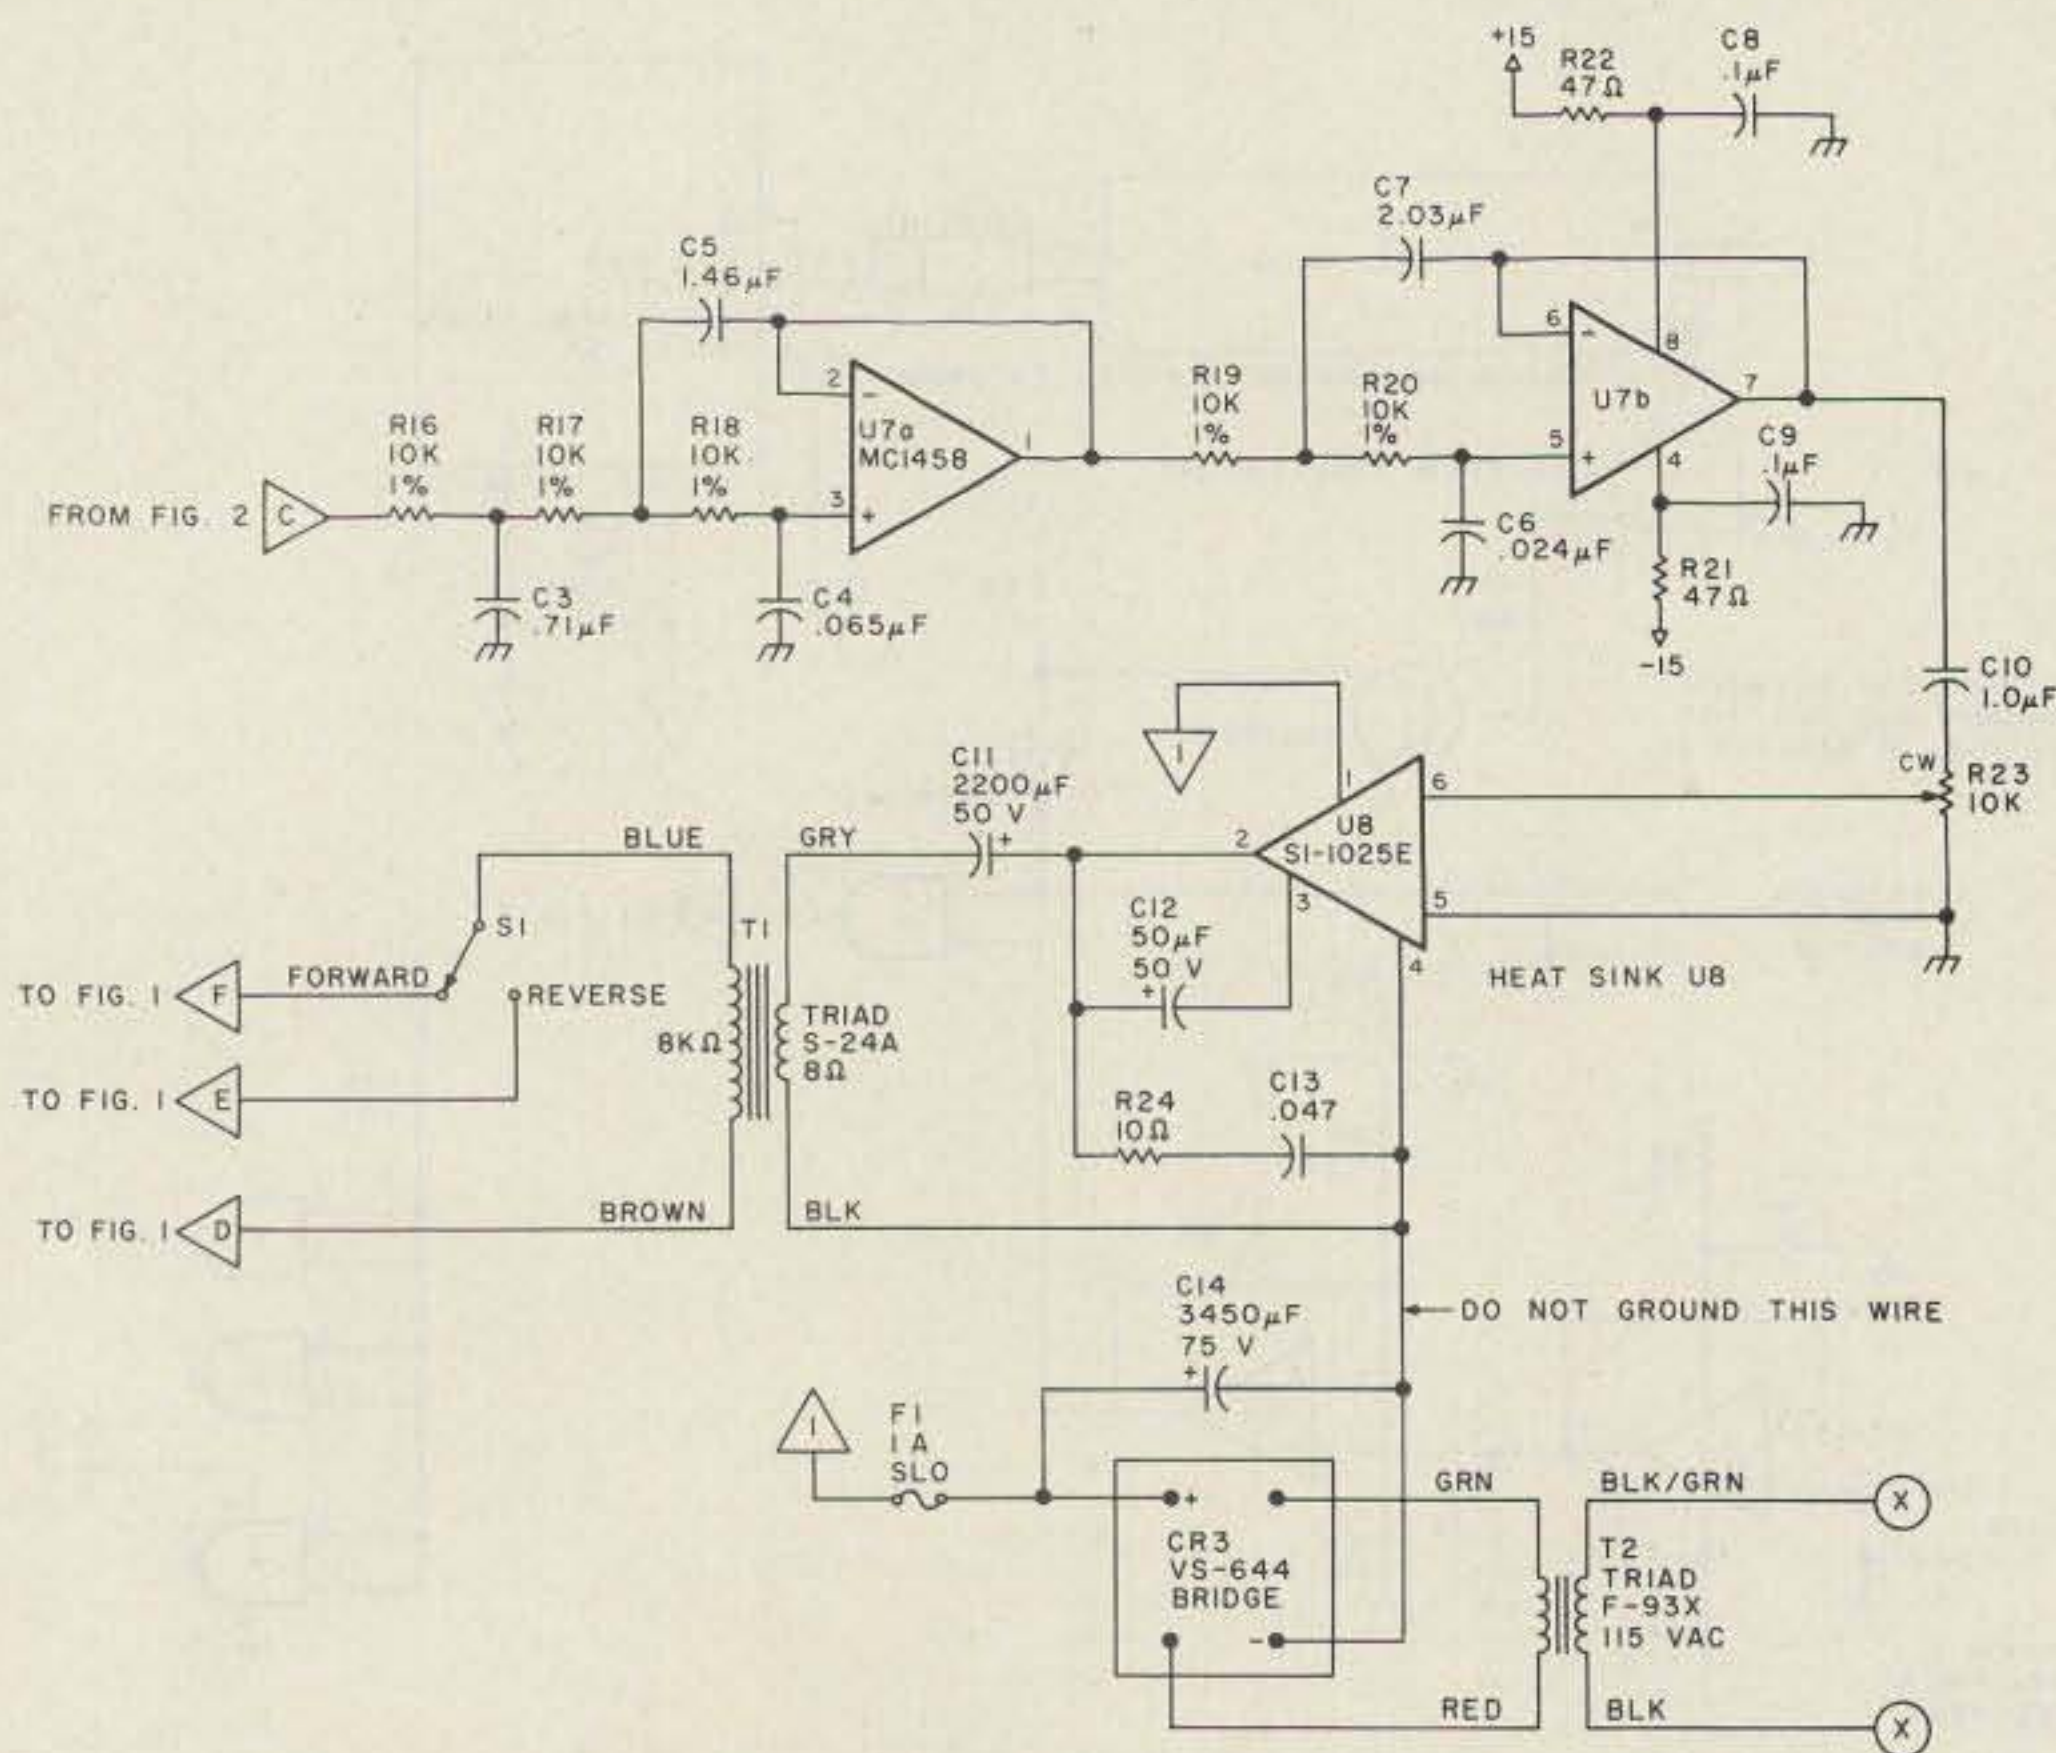 +15
R22
47Ω
C8
.1μF
C7
2.03μF
C5
1.46μF
6
-
8
U7b
7
5
+
4
C9
.1μF
R21
47Ω
-15
R19
10K
1%
R20
10K
1%
C6
.024μF
2
-
U7a
MC1458
1
3
+
R16
10K
1%
R17
10K
1%
R18
10K
1%
FROM FIG. 2
C
C3
.71μF
C4
.065μF
C10
1.0μF
CW
R23
10K
1
1
6
U8
SI-1025E
2
3
5
4
HEAT SINK U8
C11
2200μF
50 V
+
C12
50μF
50 V
+
BLUE
GRY
S1
T1
TO FIG. 1
F
FORWARD
REVERSE
8KΩ
TRIAD
S-24A
8Ω
TO FIG. 1
E
R24
10Ω
C13
.047
TO FIG. 1
D
BROWN
BLK
C14
3450μF
75 V
+
DO NOT GROUND THIS WIRE
1
F1
1 A
SLO
+
CR3
VS-644
BRIDGE
-
GRN
RED
BLK/GRN
X
T2
TRIAD
F-93X
115 VAC
BLK
X